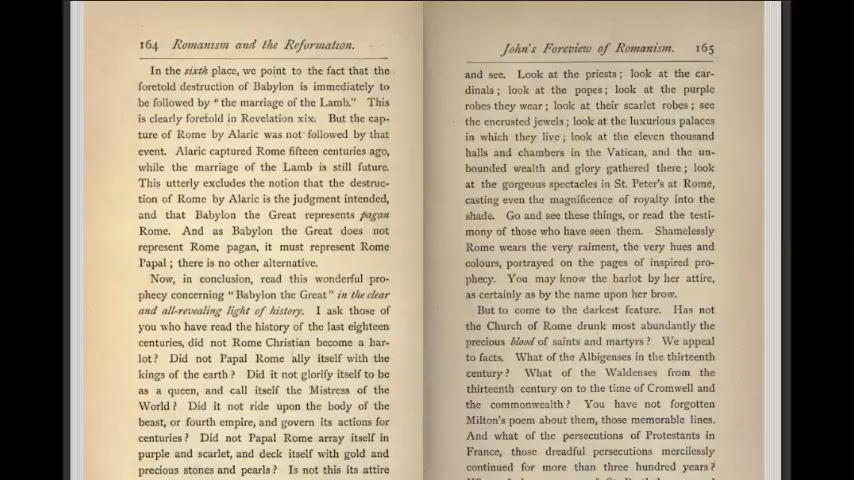 164 Romanism and the Reformation.
In the sixth place, we point to the fact that the
foretold destruction of Babylon is immediately to
be followed by “the marriage of the Lamb.” This
is clearly foretold in Revelation xix. But the cap-
ture of Rome by Alaric was not followed by that
event. Alaric captured Rome fifteen centuries ago,
while the marriage of the Lamb is still future.
This utterly excludes the notion that the destruc-
tion of Rome by Alaric is the judgment intended,
and that Babylon the Great represents pagan
Rome. And as Babylon the Great does not
represent Rome pagan, it must represent Rome
Papal; there is no other alternative.
Now, in conclusion, read this wonderful pro-
phecy concerning “Babylon the Great” in the clear
and all-revealing light of history. I ask those of
you who have read the history of the last eighteen
centuries, did not Rome Christian become a har-
lot? Did not Papal Rome ally itself with the
kings of the earth? Did it not glorify itself to be
as a queen, and call itself the Mistress of the
World? Did it not ride upon the body of the
beast, or fourth empire, and govern its actions for
centuries? Did not Papal Rome array itself in
purple and scarlet, and deck itself with gold and
precious stones and pearls? Is not this its attire
John's Foreview of Romanism. 165
and see. Look at the priests; look at the car-
dinals; look at the popes; look at the purple
robes they wear; look at their scarlet robes; see
the encrusted jewels; look at the luxurious palaces
in which they live; look at the eleven thousand
halls and chambers in the Vatican, and the un-
bounded wealth and glory gathered there; look
at the gorgeous spectacles in St. Peter's at Rome,
casting even the magnificence of royalty into the
shade. Go and see these things, or read the testi-
mony of those who have seen them. Shamelessly
Rome wears the very raiment, the very hues and
colours, portrayed on the pages of inspired pro-
phecy. You may know the harlot by her attire,
as certainly as by the name upon her brow.
But to come to the darkest feature. Has not
the Church of Rome drunk most abundantly the
precious blood of saints and martyrs? We appeal
to facts. What of the Albigenses in the thirteenth
century? What of the Waldenses from the
thirteenth century on to the time of Cromwell and
the commonwealth? You have not forgotten
Milton's poem about them, those memorable lines.
And what of the persecutions of Protestants in
France, those dreadful persecutions mercilessly
continued for more than three hundred years?